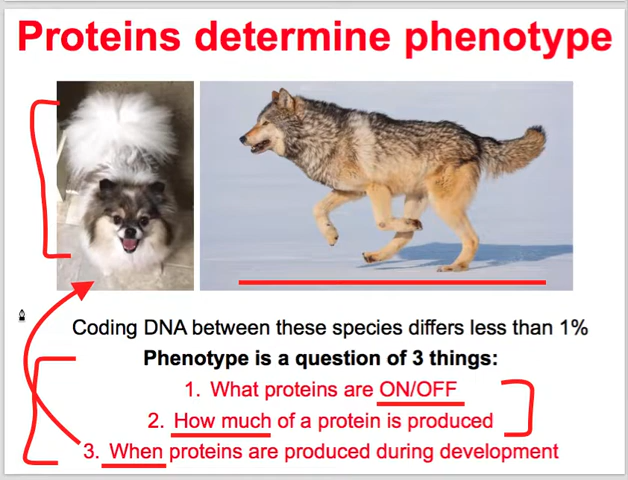 Proteins determine phenotype
Coding DNA between these species differs less than 1%
Phenotype is a question of 3 things:
1. What proteins are ON/OFF
2. How much of a protein is produced
3. When proteins are produced during development